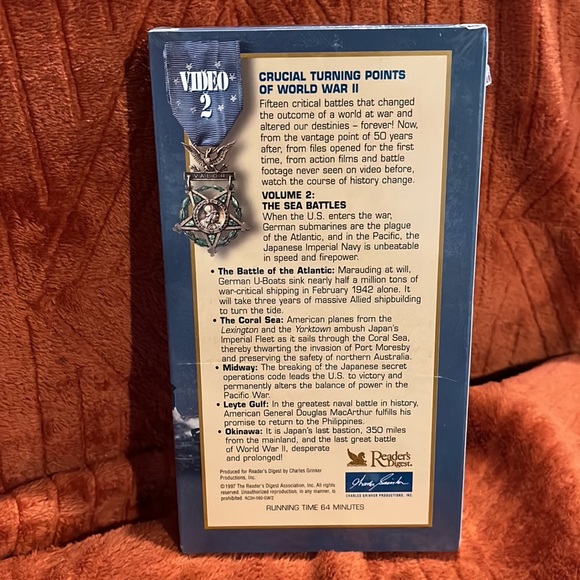 VIDEO
2
VALOR
CRUCIAL TURNING POINTS
OF WORLD WAR II
Fifteen critical battles that changed
the outcome of a world at war and
altered our destinies – forever! Now,
from the vantage point of 50 years
after, from files opened for the first
time, from action films and battle
footage never seen on video before,
watch the course of history change.
VOLUME 2:
THE SEA BATTLES
When the U.S. enters the war,
German submarines are the plague
of the Atlantic, and in the Pacific, the
Japanese Imperial Navy is unbeatable
in speed and firepower.
• The Battle of the Atlantic: Marauding at will,
German U-Boats sink nearly half a million tons of
war-critical shipping in February 1942 alone. It
will take three years of massive Allied shipbuilding
to turn the tide.
• The Coral Sea: American planes from the
Lexington and the Yorktown ambush Japan's
Imperial Fleet as it sails through the Coral Sea,
thereby thwarting the invasion of Port Moresby
and preserving the safety of northern Australia.
• Midway: The breaking of the Japanese secret
operations code leads the U.S. to victory and
permanently alters the balance of power in the
Pacific War.
• Leyte Gulf: In the greatest naval battle in history,
American General Douglas MacArthur fulfills his
promise to return to the Philippines.
• Okinawa: It is Japan's last bastion, 350 miles
from the mainland, and the last great battle
of World War II, desperate
and prolonged!
Reader's
Digest
Produced for Reader's Digest by Charles Grinker
Productions, Inc.
©1997 The Reader's Digest Association, Inc. All rights
reserved. Unauthorized reproduction, in any manner, is
prohibited.
CHARLES GRINKER PRODUCTIONS, INC.
RUNNING TIME 64 MINUTES